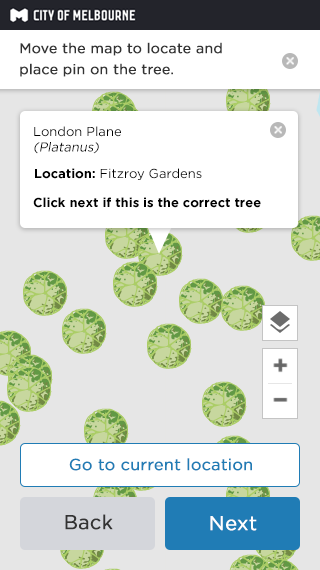 CITY OF MELBOURNE
Move the map to locate and
place pin on the tree.
London Plane
(Platanus)
Location: Fitzroy Gardens
Click next if this is the correct tree
Go to current location
Back
Next